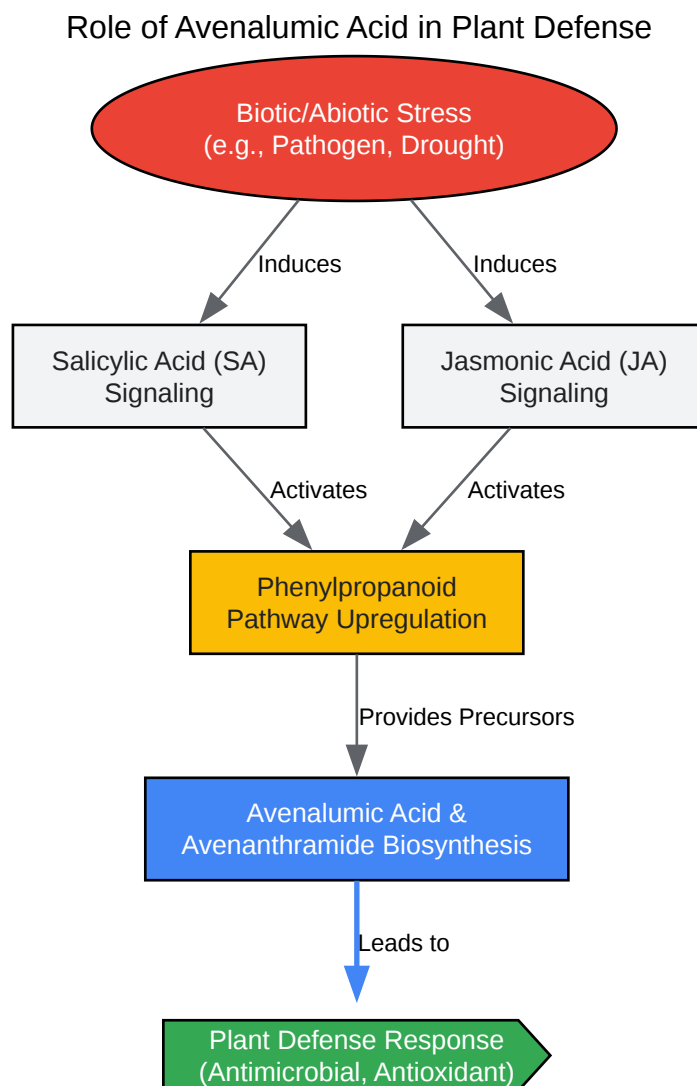 Role of Avenalumic Acid in Plant Defense
Biotic/Abiotic Stress
(e.g., Pathogen, Drought)
Induces
Induces
Salicylic Acid (SA)
Signaling
Jasmonic Acid (JA)
Signaling
Activates
Activates
Phenylpropanoid
Pathway Upregulation
Provides Precursors
Avenalumic Acid &
Avenanthramide Biosynthesis
Leads to
Plant Defense Response
(Antimicrobial, Antioxidant)